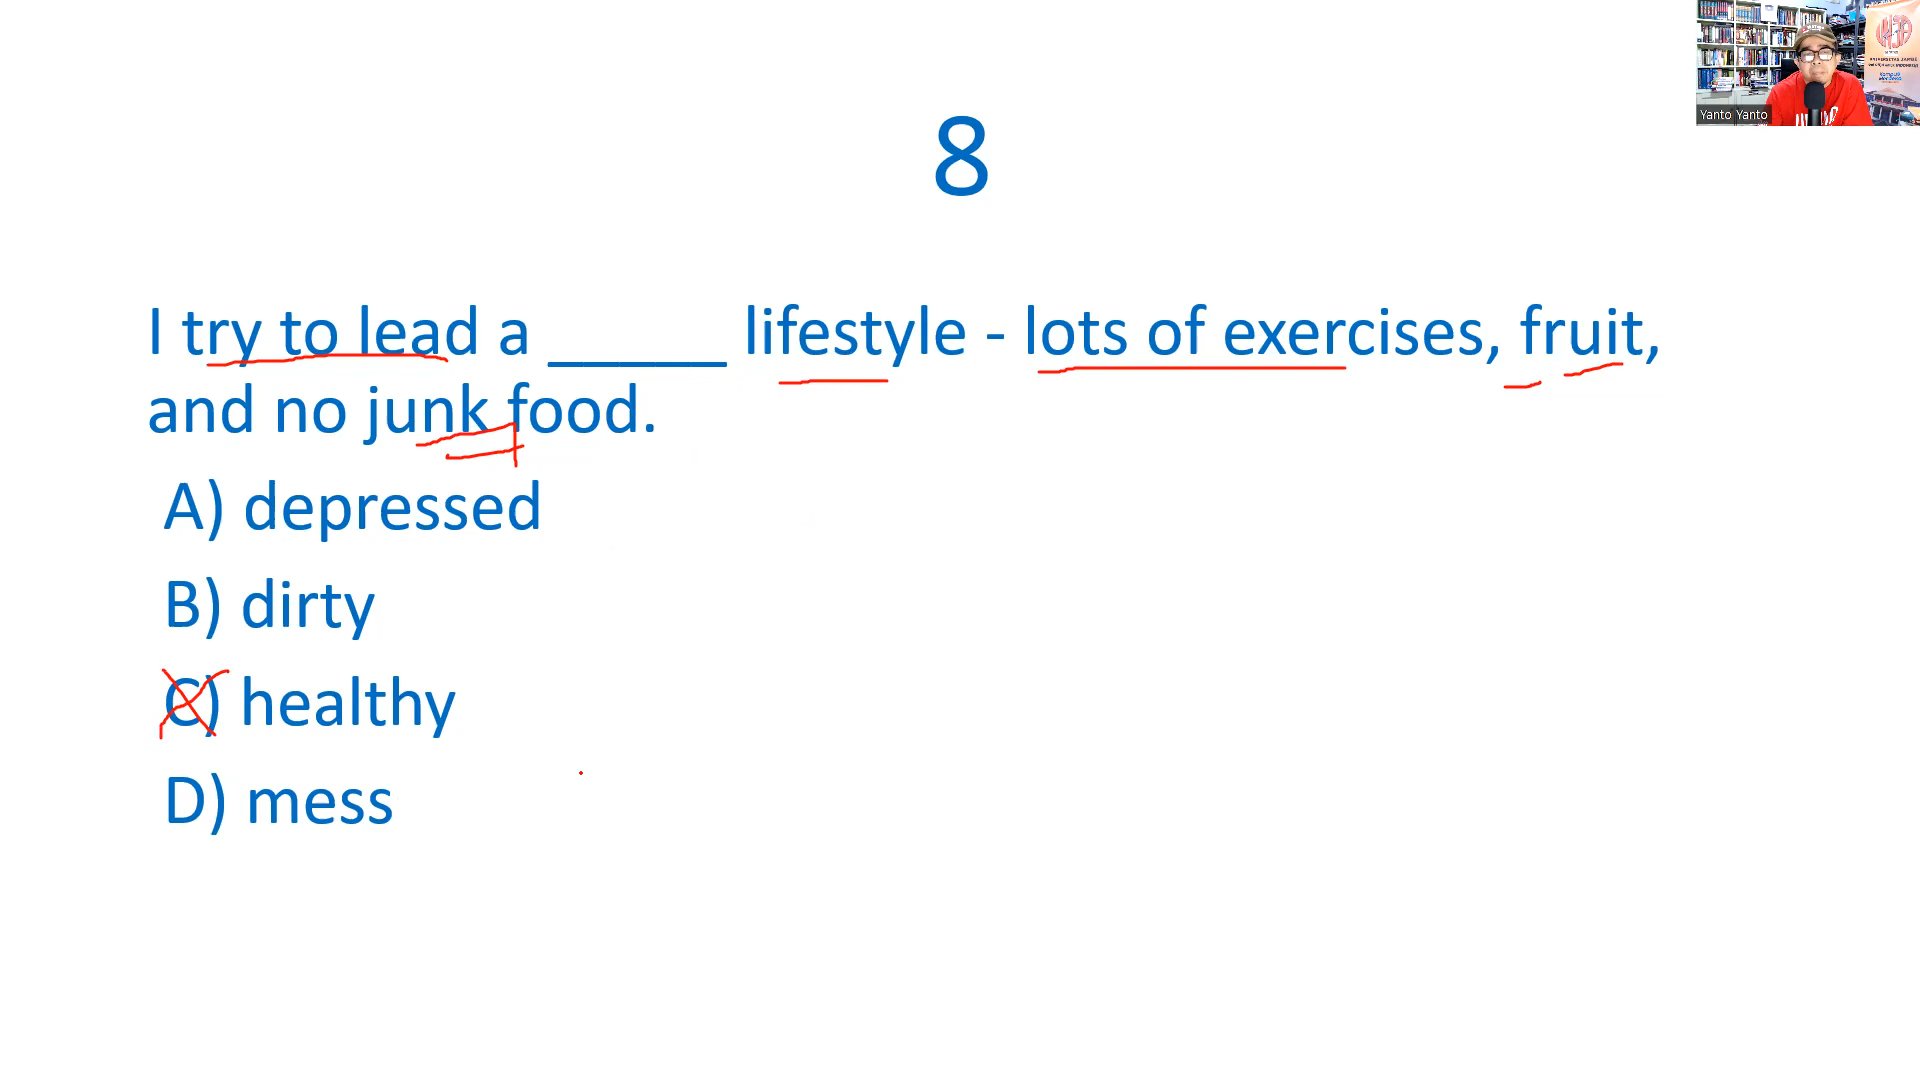 8
I try to lead a _____ lifestyle - lots of exercises, fruit,
and no junk food.
A) depressed
B) dirty
C) healthy
D) mess
Yanto Yanto